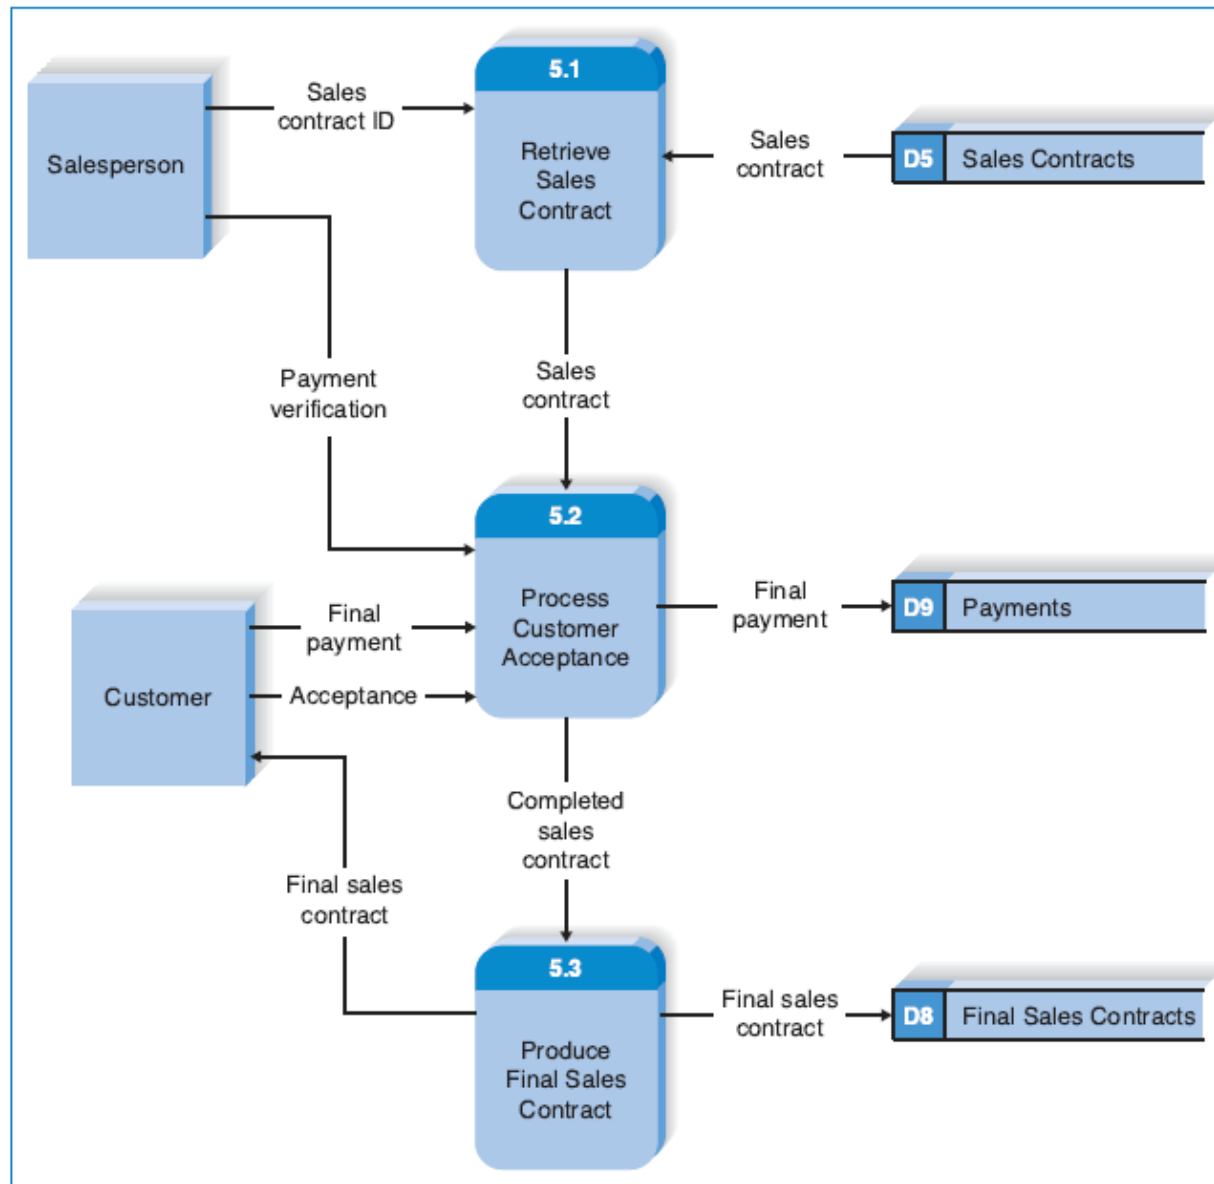 5.1
Sales
contract ID
Salesperson
Retrieve
Sales
Contract
Sales
contract
D5 Sales Contracts
Payment
verification
Sales
contract
5.2
Process
Customer
Acceptance
Final
payment
D9 Payments
Final
payment
Customer
Acceptance
Completed
sales
contract
Final sales
contract
5.3
Produce
Final Sales
Contract
Final sales
contract
D8 Final Sales Contracts